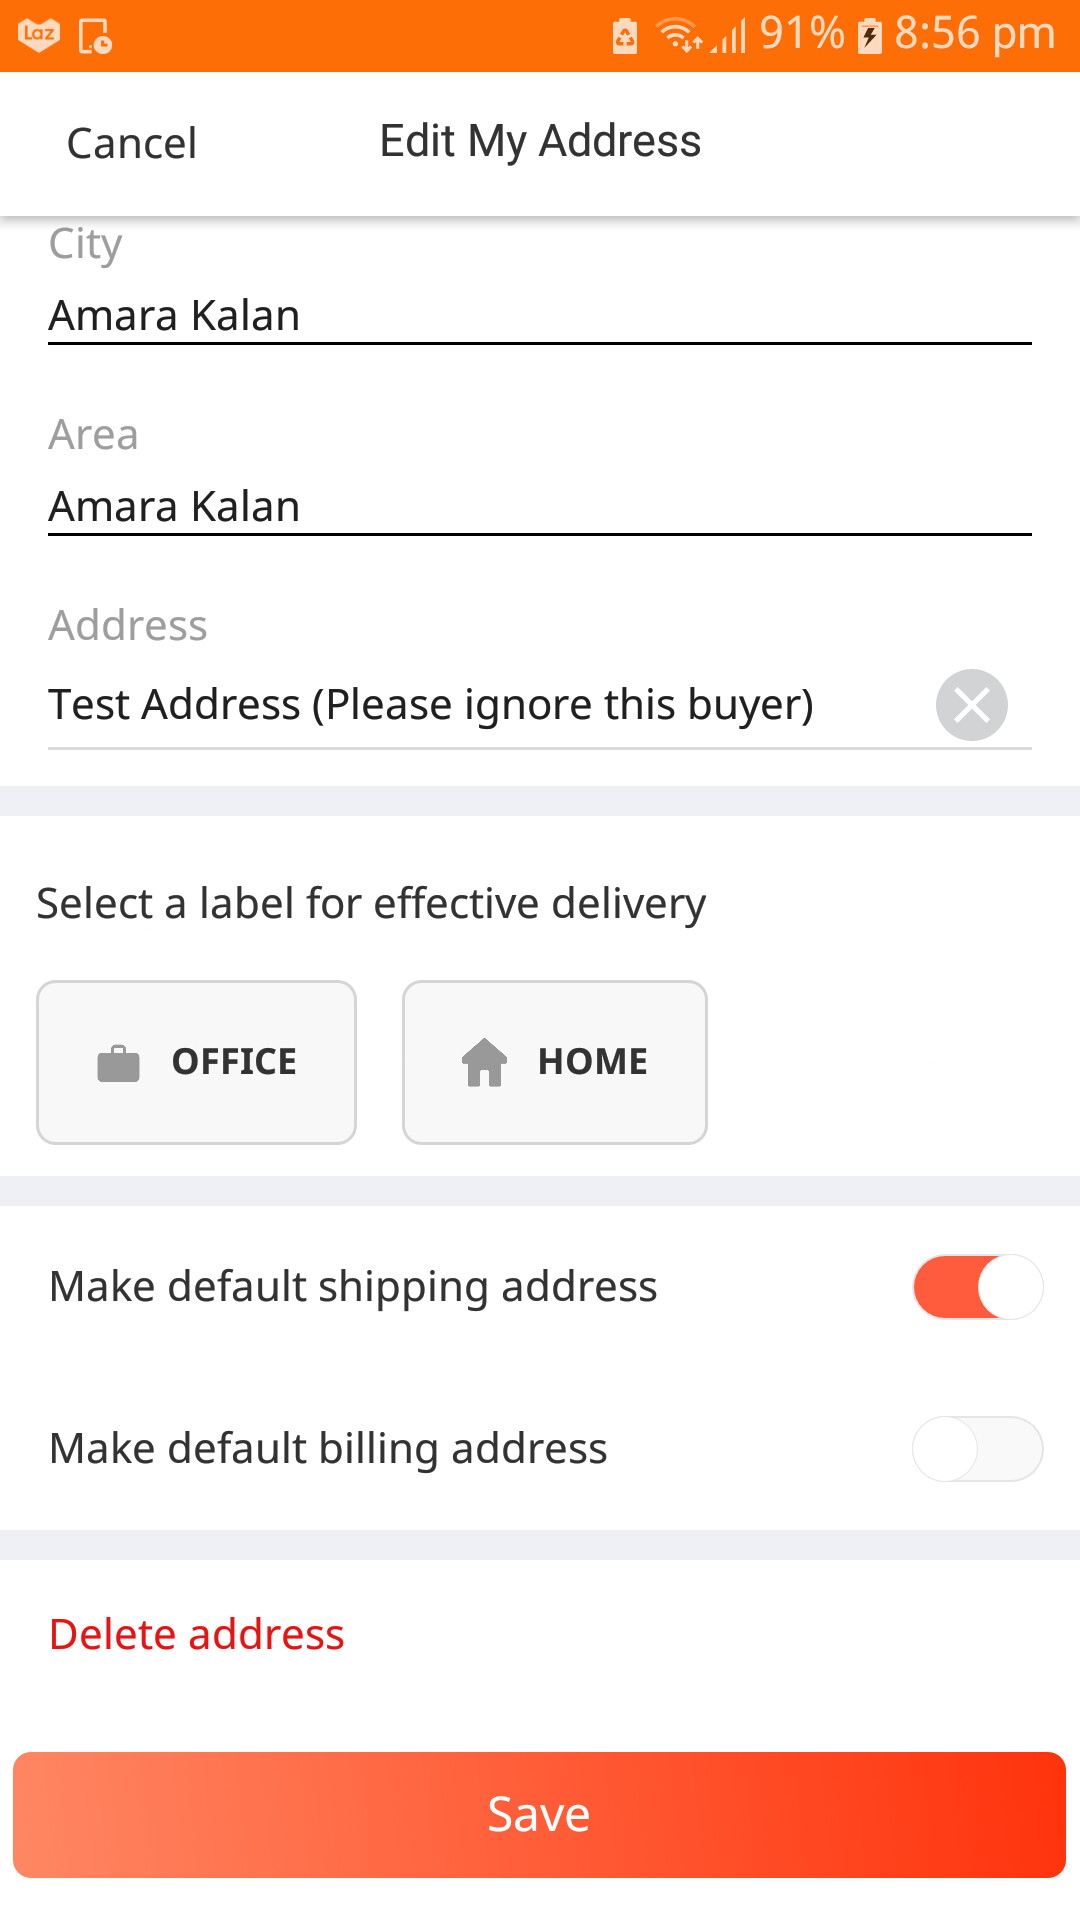 Laz 91% 8:56 pm
Cancel Edit My Address
City
Amara Kalan
Area
Amara Kalan
Address
Test Address (Please ignore this buyer)
Select a label for effective delivery
OFFICE HOME
Make default shipping address
Make default billing address
Delete address
Save